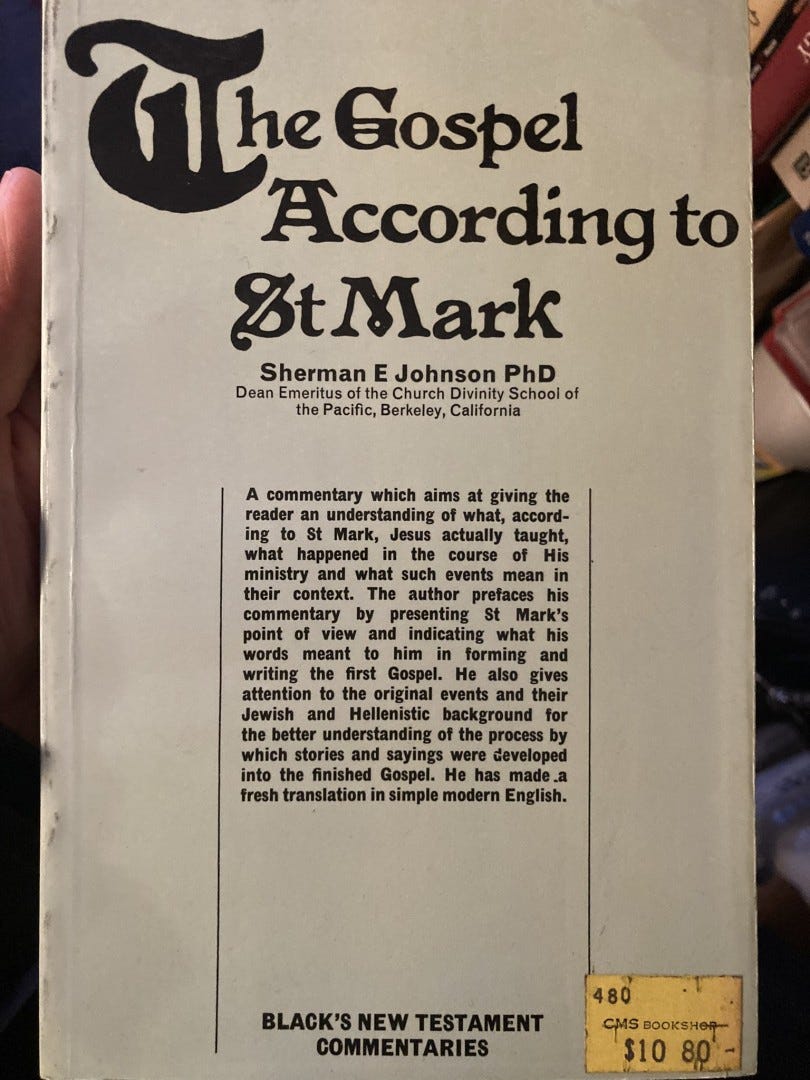 The Gospel
According to
St Mark
Sherman E Johnson PhD
Dean Emeritus of the Church Divinity School of
the Pacific, Berkeley, California
A commentary which aims at giving the
reader an understanding of what, accord-
ing to St Mark, Jesus actually taught,
what happened in the course of His
ministry and what such events mean in
their context. The author prefaces his
commentary by presenting St Mark's
point of view and indicating what his
words meant to him in forming and
writing the first Gospel. He also gives
attention to the original events and their
Jewish and Hellenistic background for
the better understanding of the process by
which stories and sayings were developed
into the finished Gospel. He has made a
fresh translation in simple modern English.
BLACK'S NEW TESTAMENT
COMMENTARIES
480
CMS BOOKSHOP
$10 80